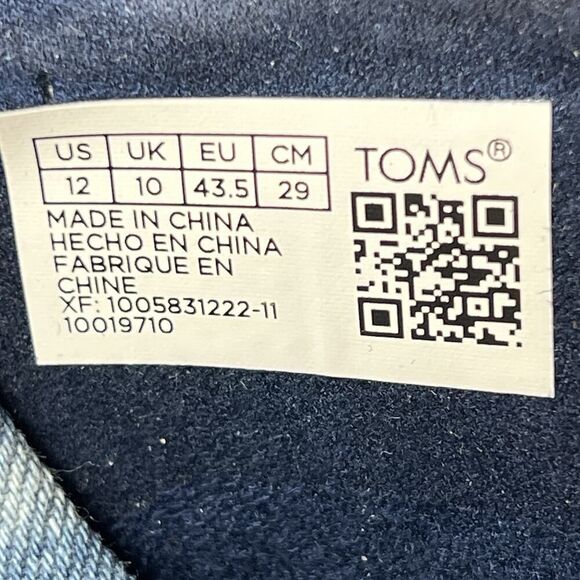 US UK EU CM
12 10 43.5 29
TOMS®
MADE IN CHINA
HECHO EN CHINA
FABRIQUE EN
CHINE
XF: 1005831222-11
10019710